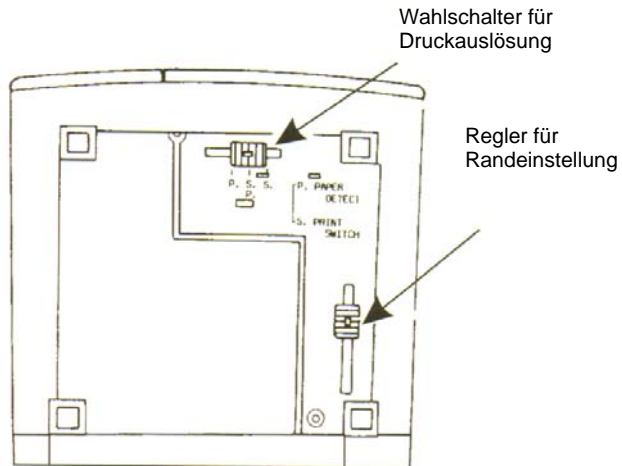 Wahlschalter für
Druckauslösung
Regler für
Randeinstellung
P. S. S.
P.
P. PAPER
DETECT
S. PRINT
SWITCH